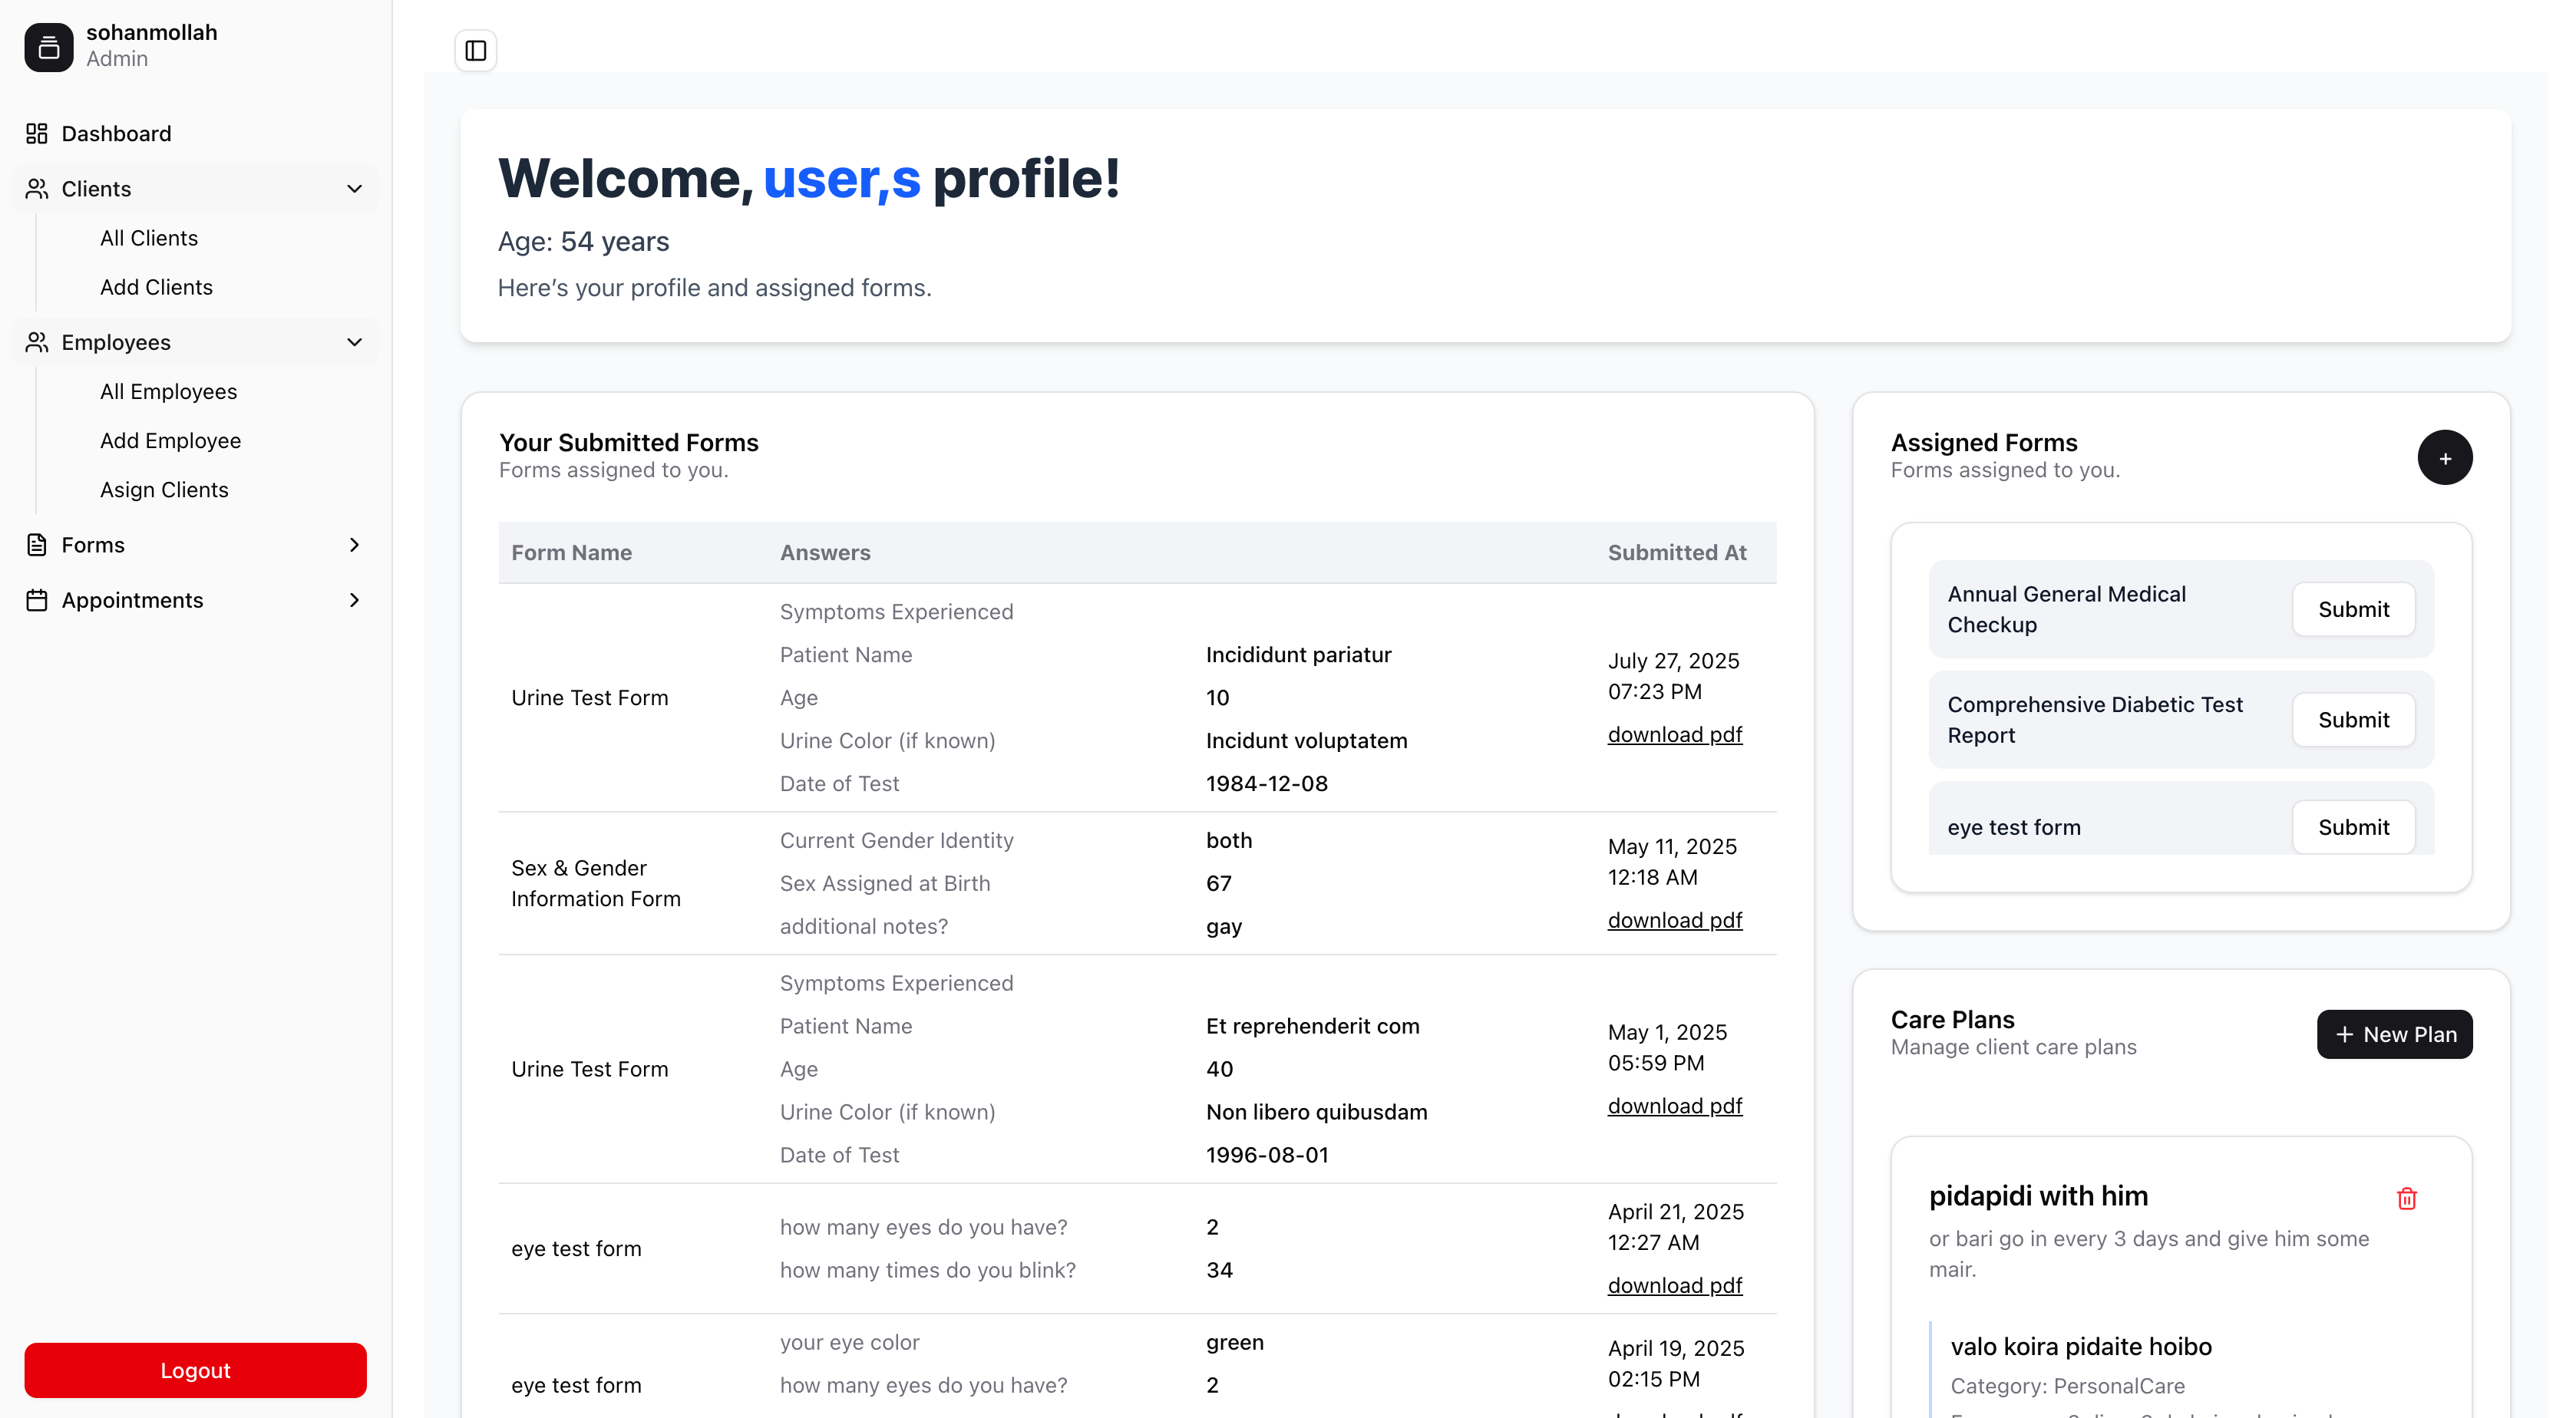 sohanmollah
Admin
Dashboard
Clients
All Clients
Add Clients
Employees
All Employees
Add Employee
Asign Clients
Forms
Appointments
Logout
Welcome, user,s profile!
Age: 54 years
Here’s your profile and assigned forms.
Your Submitted Forms
Forms assigned to you.
Form Name Answers Submitted At
Urine Test Form
Symptoms Experienced
Patient Name Incididunt pariatur
Age 10
Urine Color (if known) Incidunt voluptatem
Date of Test 1984-12-08
July 27, 2025
07:23 PM
download pdf
Sex & Gender
Information Form
Current Gender Identity both
Sex Assigned at Birth 67
additional notes? gay
May 11, 2025
12:18 AM
download pdf
Urine Test Form
Symptoms Experienced
Patient Name Et reprehenderit com
Age 40
Urine Color (if known) Non libero quibusdam
Date of Test 1996-08-01
May 1, 2025
05:59 PM
download pdf
eye test form
how many eyes do you have? 2
how many times do you blink? 34
April 21, 2025
12:27 AM
download pdf
eye test form
your eye color green
how many eyes do you have? 2
April 19, 2025
02:15 PM
Assigned Forms
Forms assigned to you.
+
Annual General Medical
Checkup
Submit
Comprehensive Diabetic Test
Report
Submit
eye test form
Submit
Care Plans
Manage client care plans
+ New Plan
pidapidi with him
or bari go in every 3 days and give him some
mair.
valo koira pidaite hoibo
Category: PersonalCare